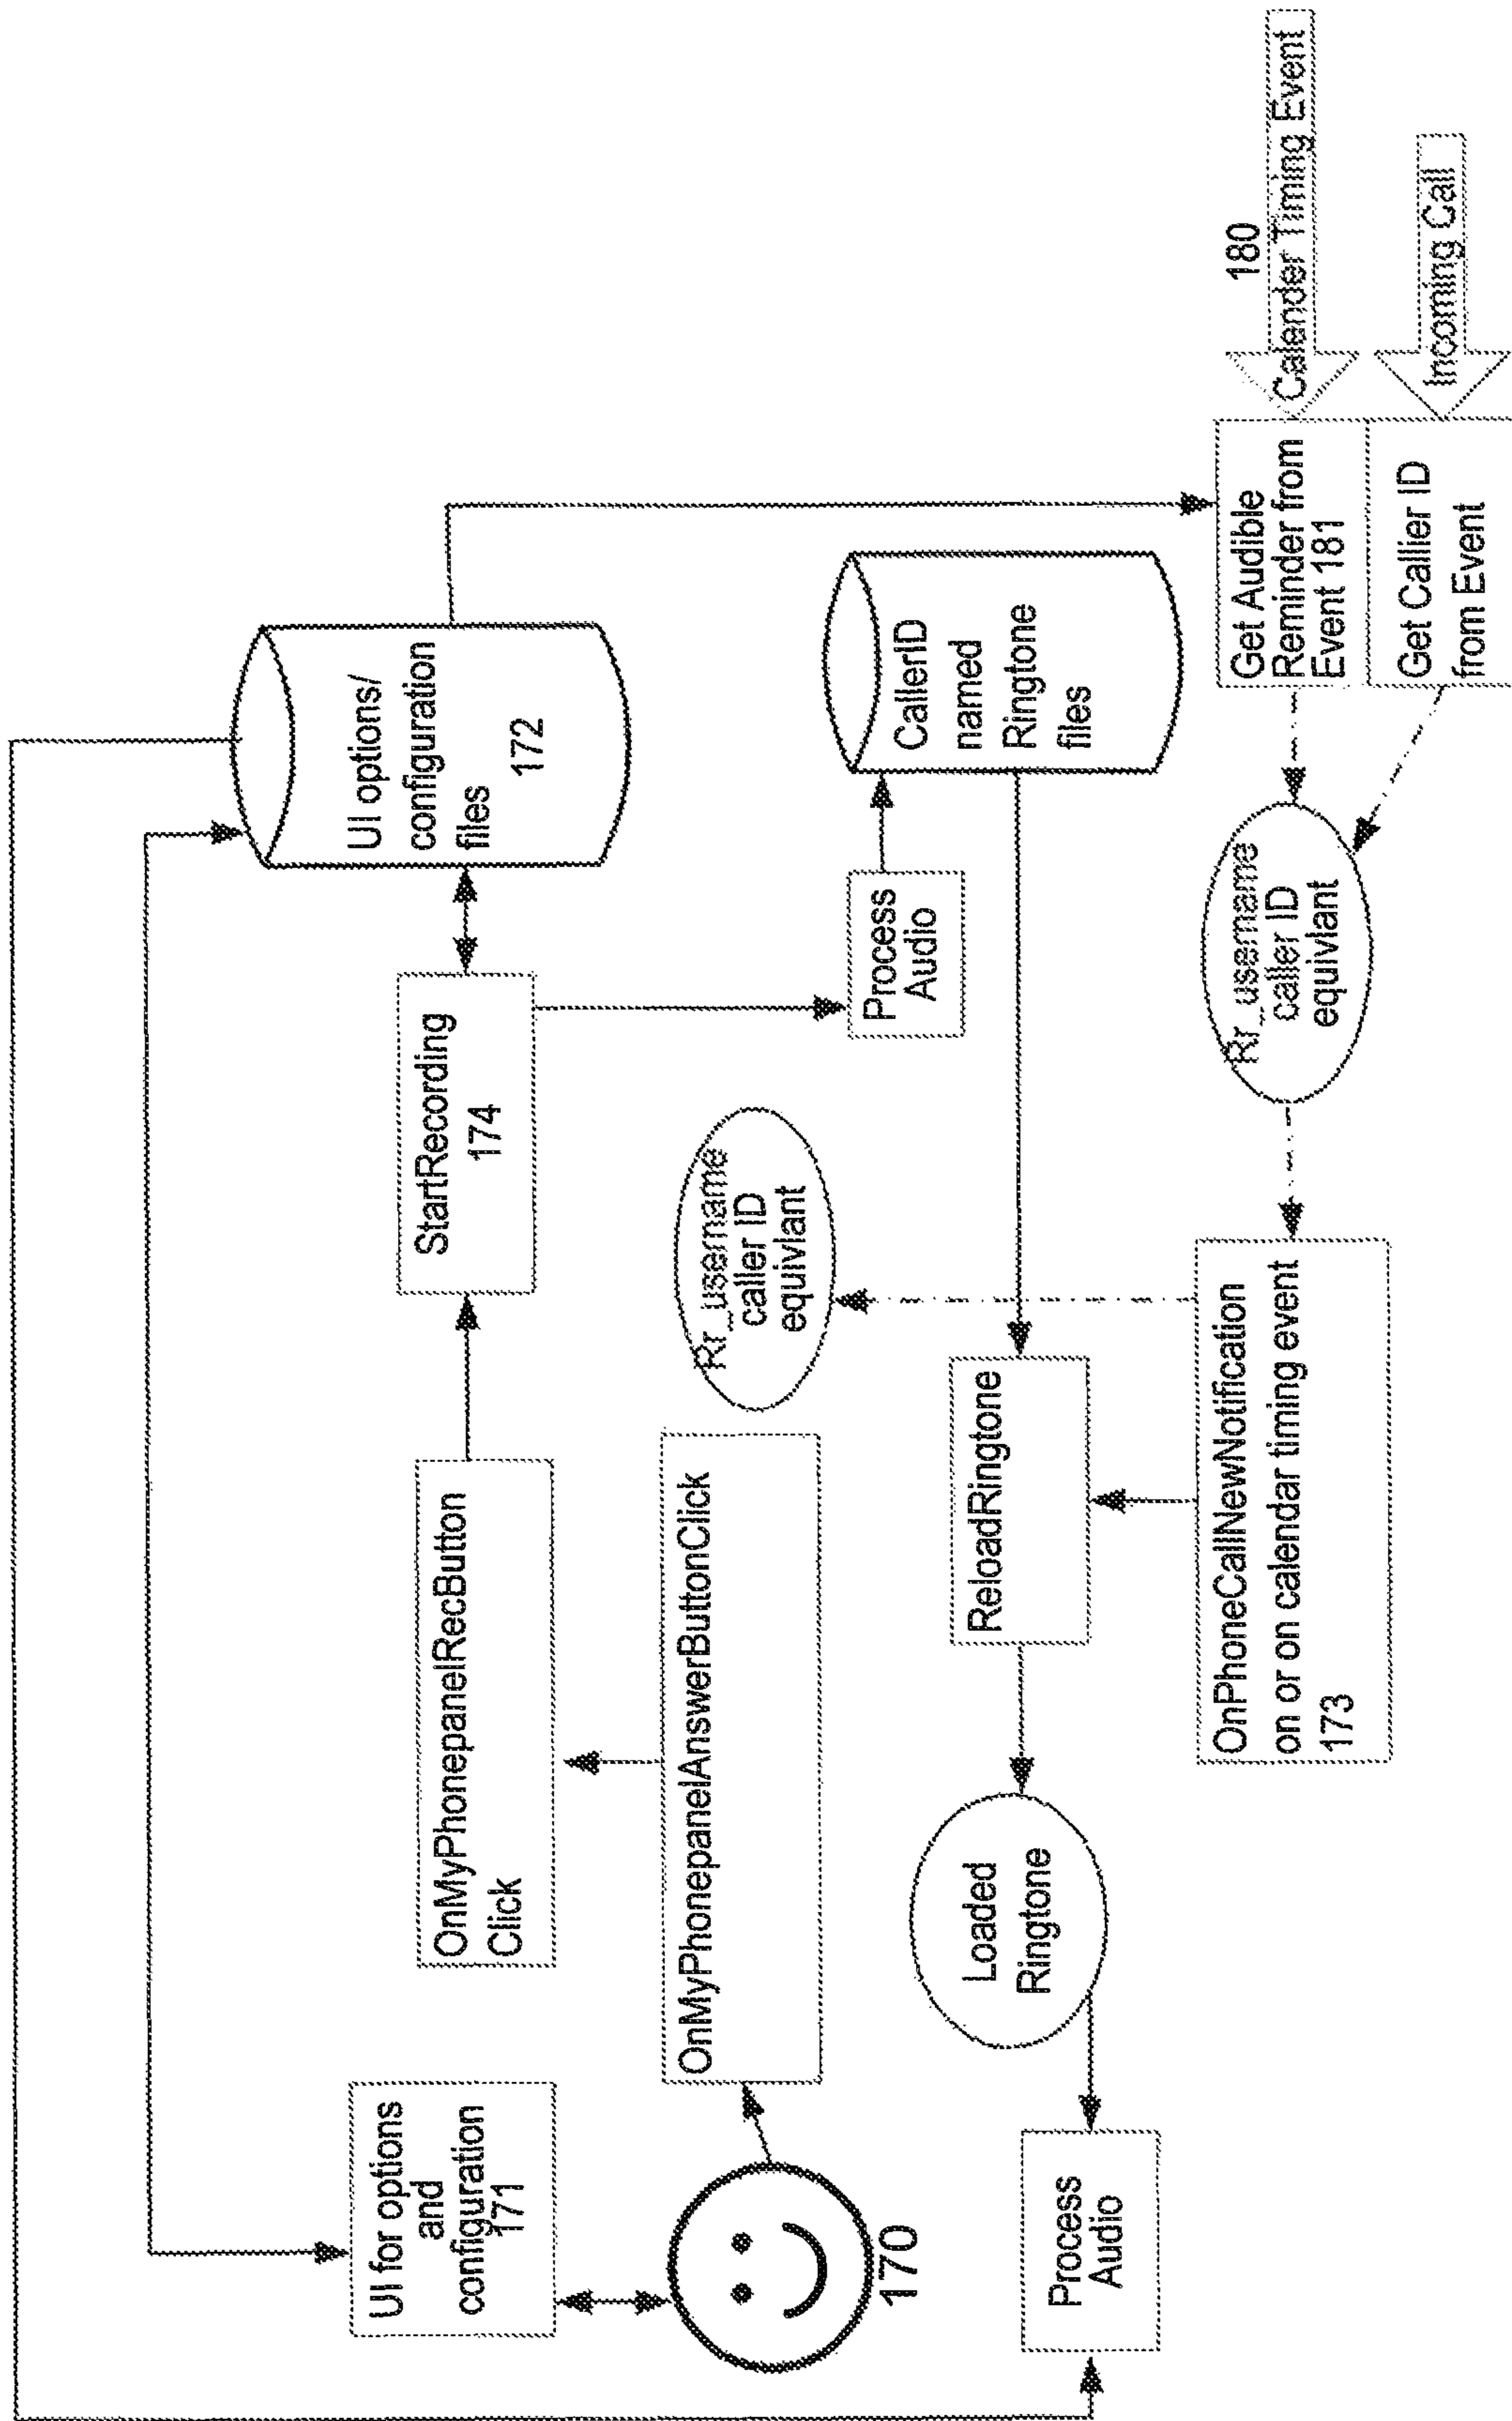 UI for options
and
configuration
171
170
OnMyPhonepanelRecButton
Click
OnMyPhonepanelAnswerButtonClick
StartRecording
174
UI options/
configuration
files
172
Process
Audio
CallerID
named
Ringtone
files
Rr_username
caller ID
equivlant
ReloadRingtone
Loaded
Ringtone
Process
Audio
OnPhoneCallNewNotification
on or on calendar timing event
173
Rr_username
caller ID
equivlant
Get Audible
Reminder from
Event 181
Get Callier ID
from Event
180
Calender Timing Event
Incoming Call